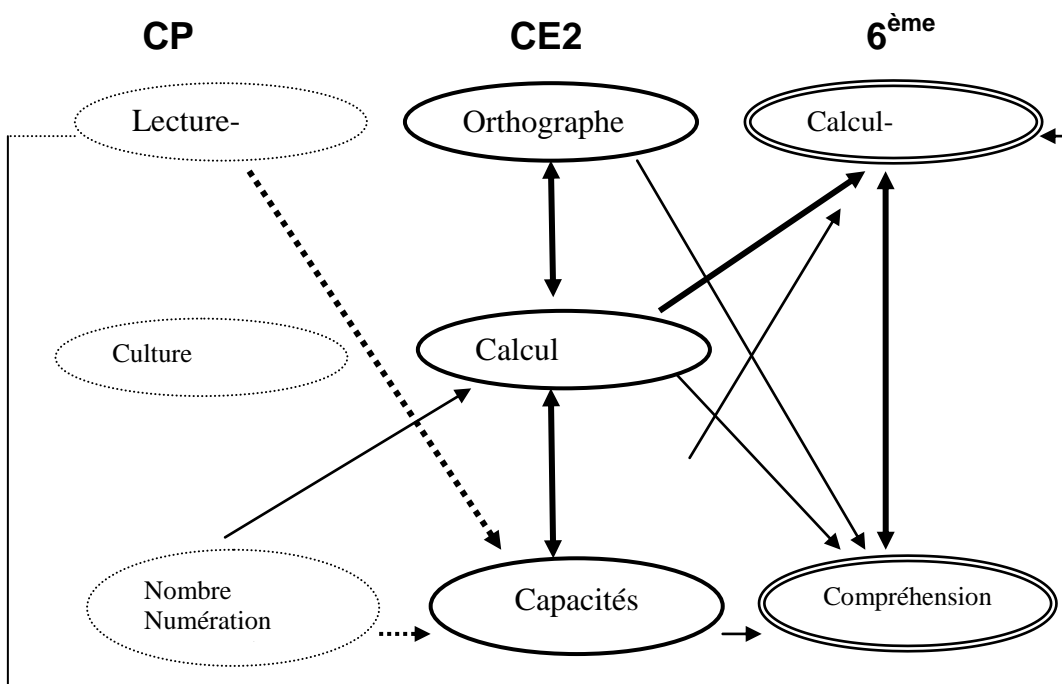 CP CE2 6ème
Lecture- Orthographe Calcul-
Culture Calcul
Nombre
Numération
Capacités Compréhension